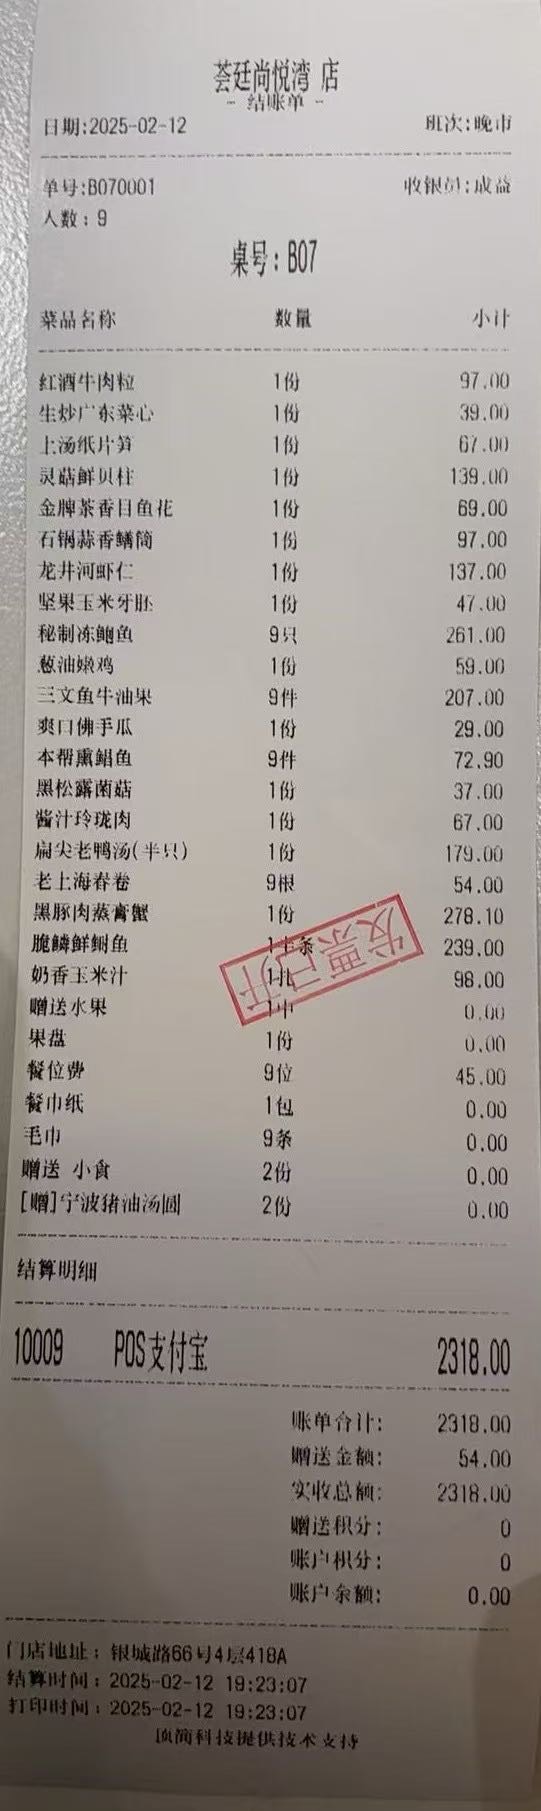 荟廷尚悦湾 店
- 结账单 -
日期:2025-02-12 班次:晚市
单号:B070001 收银员:成益
人数：9
桌号：B07
菜品名称 数量 小计
红酒牛肉粒 1份 97.00
生炒广东菜心 1份 39.00
上汤纸片笋 1份 67.00
灵菇鲜贝柱 1份 139.00
金牌茶香目鱼花 1份 69.00
石锅蒜香鳝筒 1份 97.00
龙井河虾仁 1份 137.00
坚果玉米牙胚 1份 47.00
秘制冻鲍鱼 9只 261.00
葱油嫩鸡 1份 59.00
三文鱼牛油果 9件 207.00
爽口佛手瓜 1份 29.00
本帮熏鲳鱼 9件 72.90
黑松露菌菇 1份 37.00
酱汁玲珑肉 1份 67.00
扁尖老鸭汤(半只) 1份 179.00
老上海春卷 9根 54.00
黑豚肉蒸膏蟹 1份 278.10
脆鳞鲜鲥鱼 条 239.00
奶香玉米汁 1扎 98.00
赠送水果 0.00
果盘 1份 0.00
餐位费 9位 45.00
餐巾纸 1包 0.00
毛巾 9条 0.00
赠送 小食 2份 0.00
[赠]宁波猪油汤圆 2份 0.00
发票已开
结算明细
10009 POS支付宝 2318.00
账单合计: 2318.00
赠送金额: 54.00
实收总额: 2318.00
赠送积分: 0
账户积分: 0
账户余额: 0.00
门店地址：银城路66号4层418A
结算时间：2025-02-12 19:23:07
打印时间：2025-02-12 19:23:07
顶简科技提供技术支持